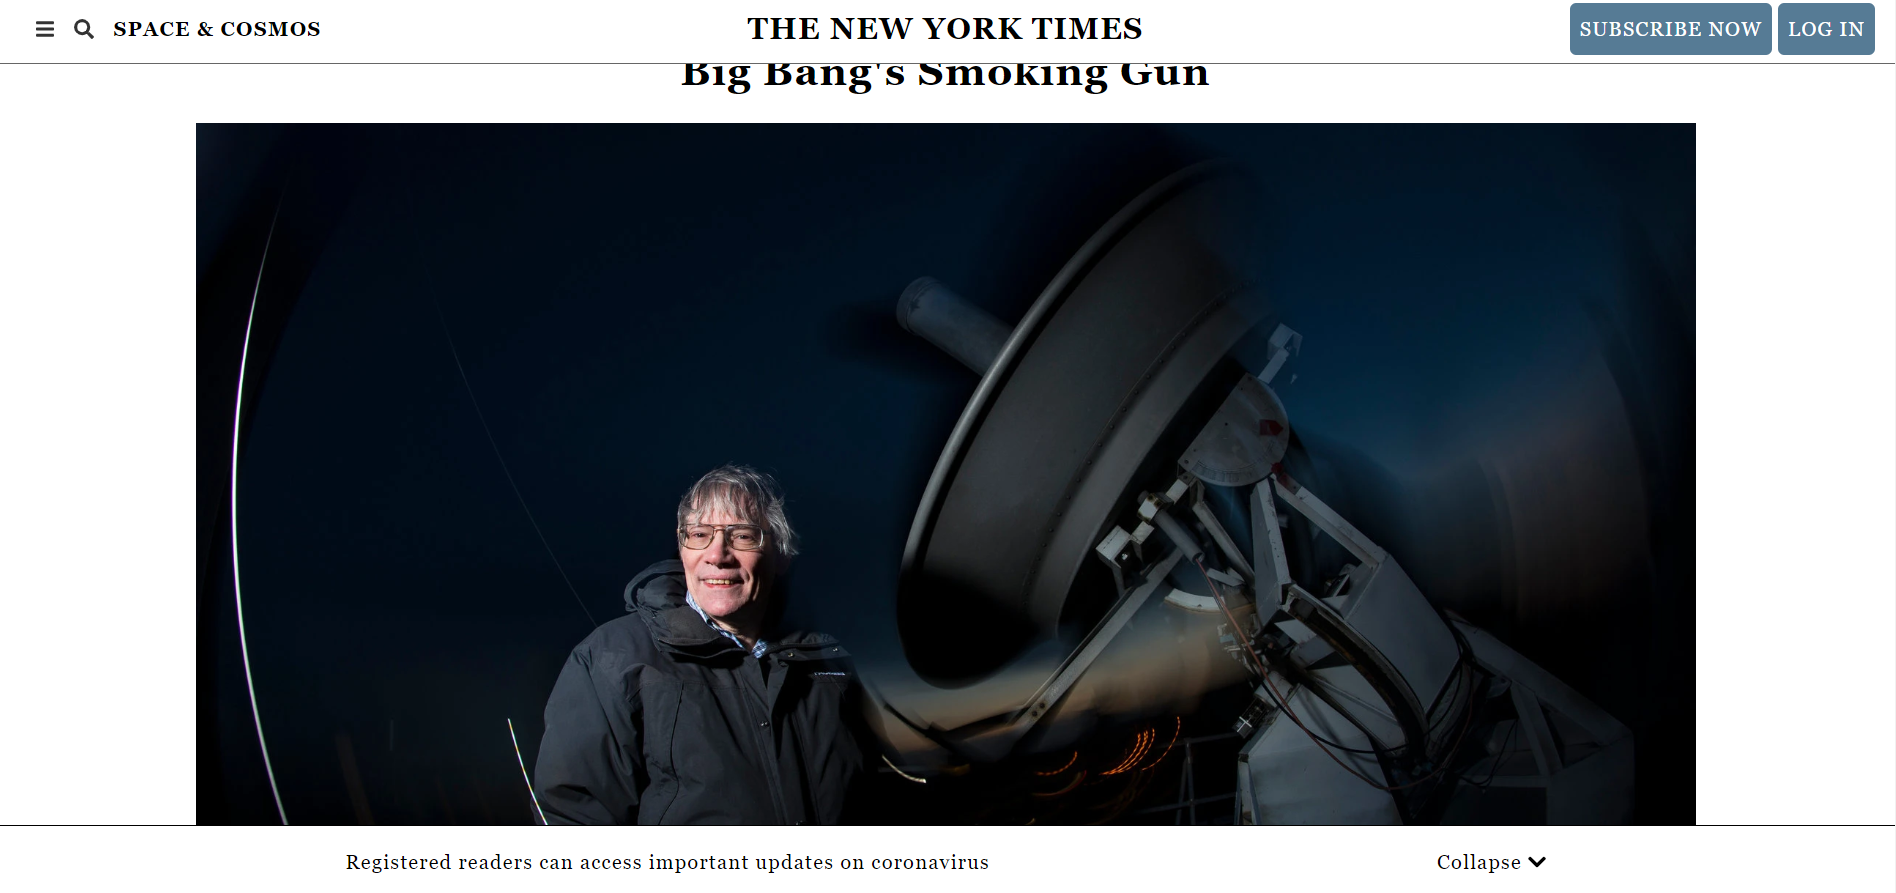 SPACE & COSMOS
THE NEW YORK TIMES
SUBSCRIBE NOW
LOG IN
Big Bang's Smoking Gun
Registered readers can access important updates on coronavirus
Collapse